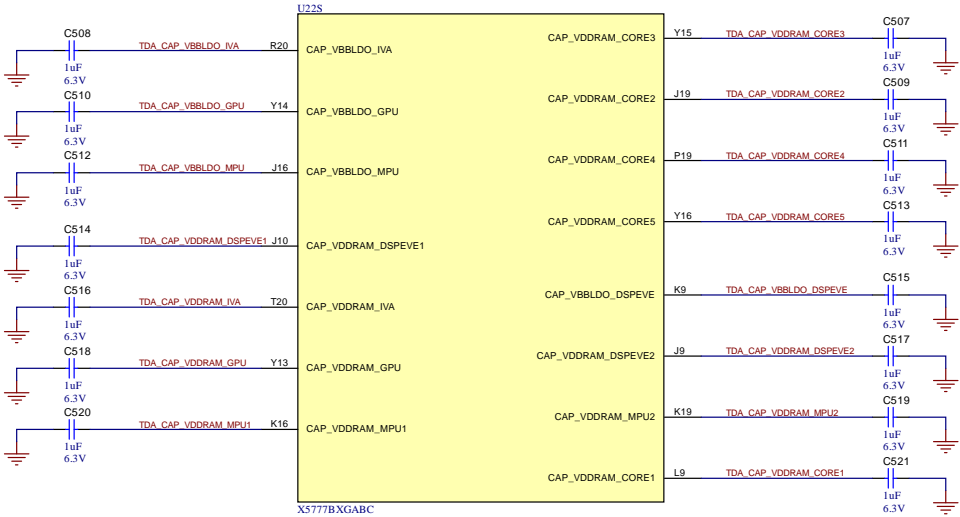 U22S
C508
TDA_CAP_VBBLDO_IVA R20 CAP_VBBLDO_IVA
1uF
6.3V
C510
TDA_CAP_VBBLDO_GPU Y14 CAP_VBBLDO_GPU
1uF
6.3V
C512
TDA_CAP_VBBLDO_MPU J16 CAP_VBBLDO_MPU
1uF
6.3V
C514
TDA_CAP_VDDRAM_DSPEVE1 J10 CAP_VDDRAM_DSPEVE1
1uF
6.3V
C516
TDA_CAP_VDDRAM_IVA T20 CAP_VDDRAM_IVA
1uF
6.3V
C518
TDA_CAP_VDDRAM_GPU Y13 CAP_VDDRAM_GPU
1uF
6.3V
C520
TDA_CAP_VDDRAM_MPU1 K16 CAP_VDDRAM_MPU1
1uF
6.3V
C507
CAP_VDDRAM_CORE3 Y15 TDA_CAP_VDDRAM_CORE3
1uF
6.3V
C509
CAP_VDDRAM_CORE2 J19 TDA_CAP_VDDRAM_CORE2
1uF
6.3V
C511
CAP_VDDRAM_CORE4 P19 TDA_CAP_VDDRAM_CORE4
1uF
6.3V
C513
CAP_VDDRAM_CORE5 Y16 TDA_CAP_VDDRAM_CORE5
1uF
6.3V
C515
CAP_VBBLDO_DSPEVE K9 TDA_CAP_VBBLDO_DSPEVE
1uF
6.3V
C517
CAP_VDDRAM_DSPEVE2 J9 TDA_CAP_VDDRAM_DSPEVE2
1uF
6.3V
C519
CAP_VDDRAM_MPU2 K19 TDA_CAP_VDDRAM_MPU2
1uF
6.3V
C521
CAP_VDDRAM_CORE1 L9 TDA_CAP_VDDRAM_CORE1
1uF
6.3V
X5777BXGABC